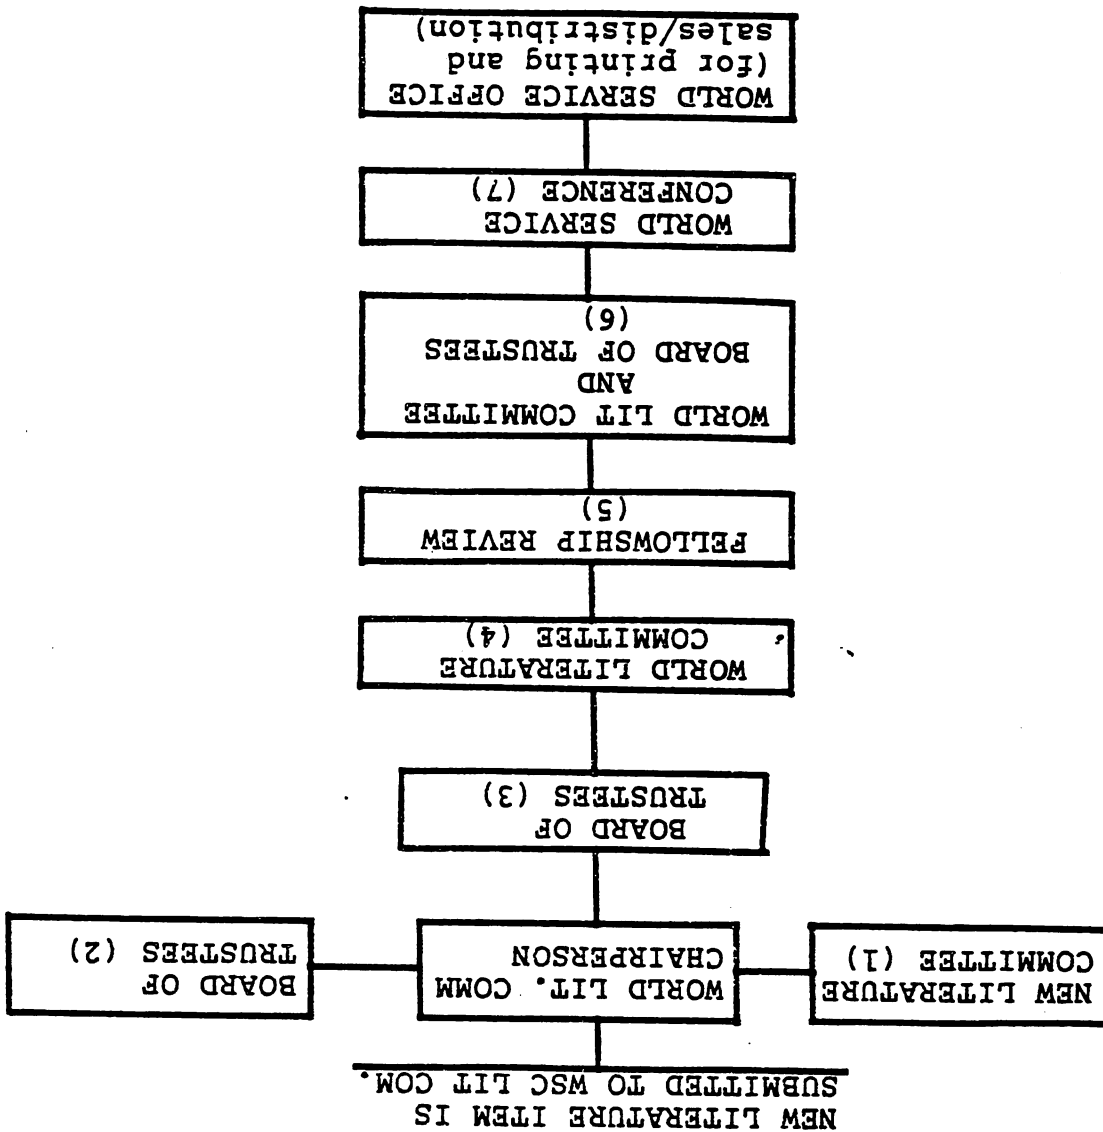 NEW LITERATURE ITEM IS
SUBMITTED TO WSC LIT COM.
NEW LITERATURE
COMMITTEE (1)
WORLD LIT. COMM
CHAIRPERSON
BOARD OF
TRUSTEES (2)
BOARD OF
TRUSTEES (3)
WORLD LITERATURE
COMMITTEE (4)
FELLOWSHIP REVIEW
(5)
WORLD LIT COMMITTEE
AND
BOARD OF TRUSTEES
(6)
WORLD SERVICE
CONFERENCE (7)
WORLD SERVICE OFFICE
(for printing and
sales/distribution)